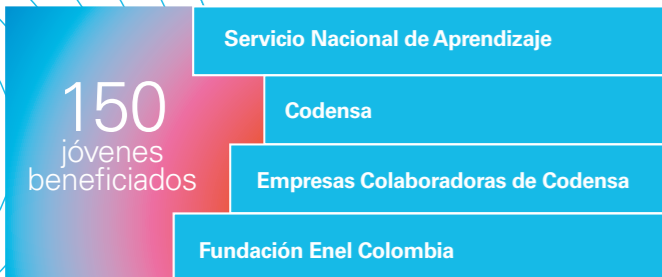 150
jóvenes
beneficiados
Servicio Nacional de Aprendizaje
Codensa
Empresas Colaboradoras de Codensa
Fundación Enel Colombia